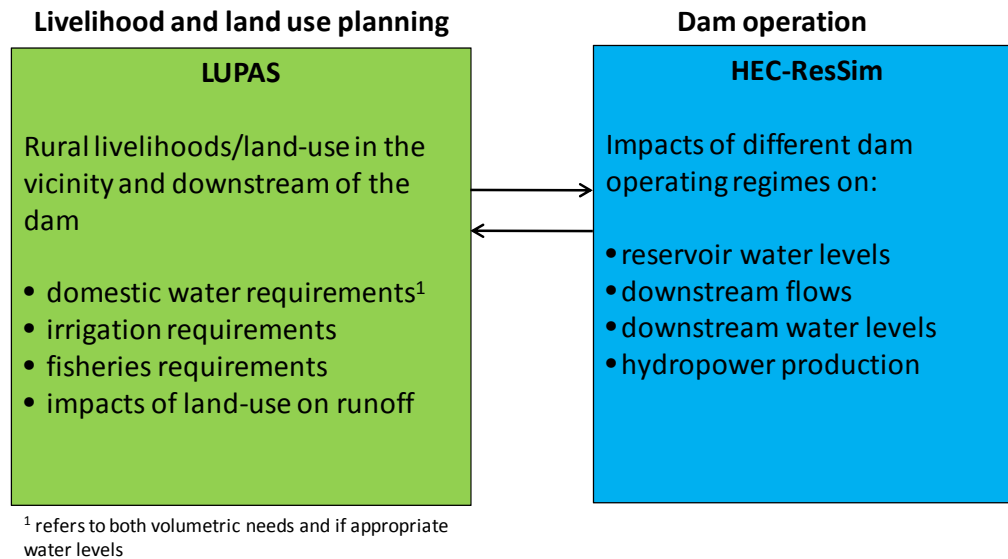 Livelihood and land use planning
LUPAS
Rural livelihoods/land-use in the
vicinity and downstream of the
dam
• domestic water requirements¹
• irrigation requirements
• fisheries requirements
• impacts of land-use on runoff
¹ refers to both volumetric needs and if appropriate
water levels
Dam operation
HEC-ResSim
Impacts of different dam
operating regimes on:
• reservoir water levels
• downstream flows
• downstream water levels
• hydropower production